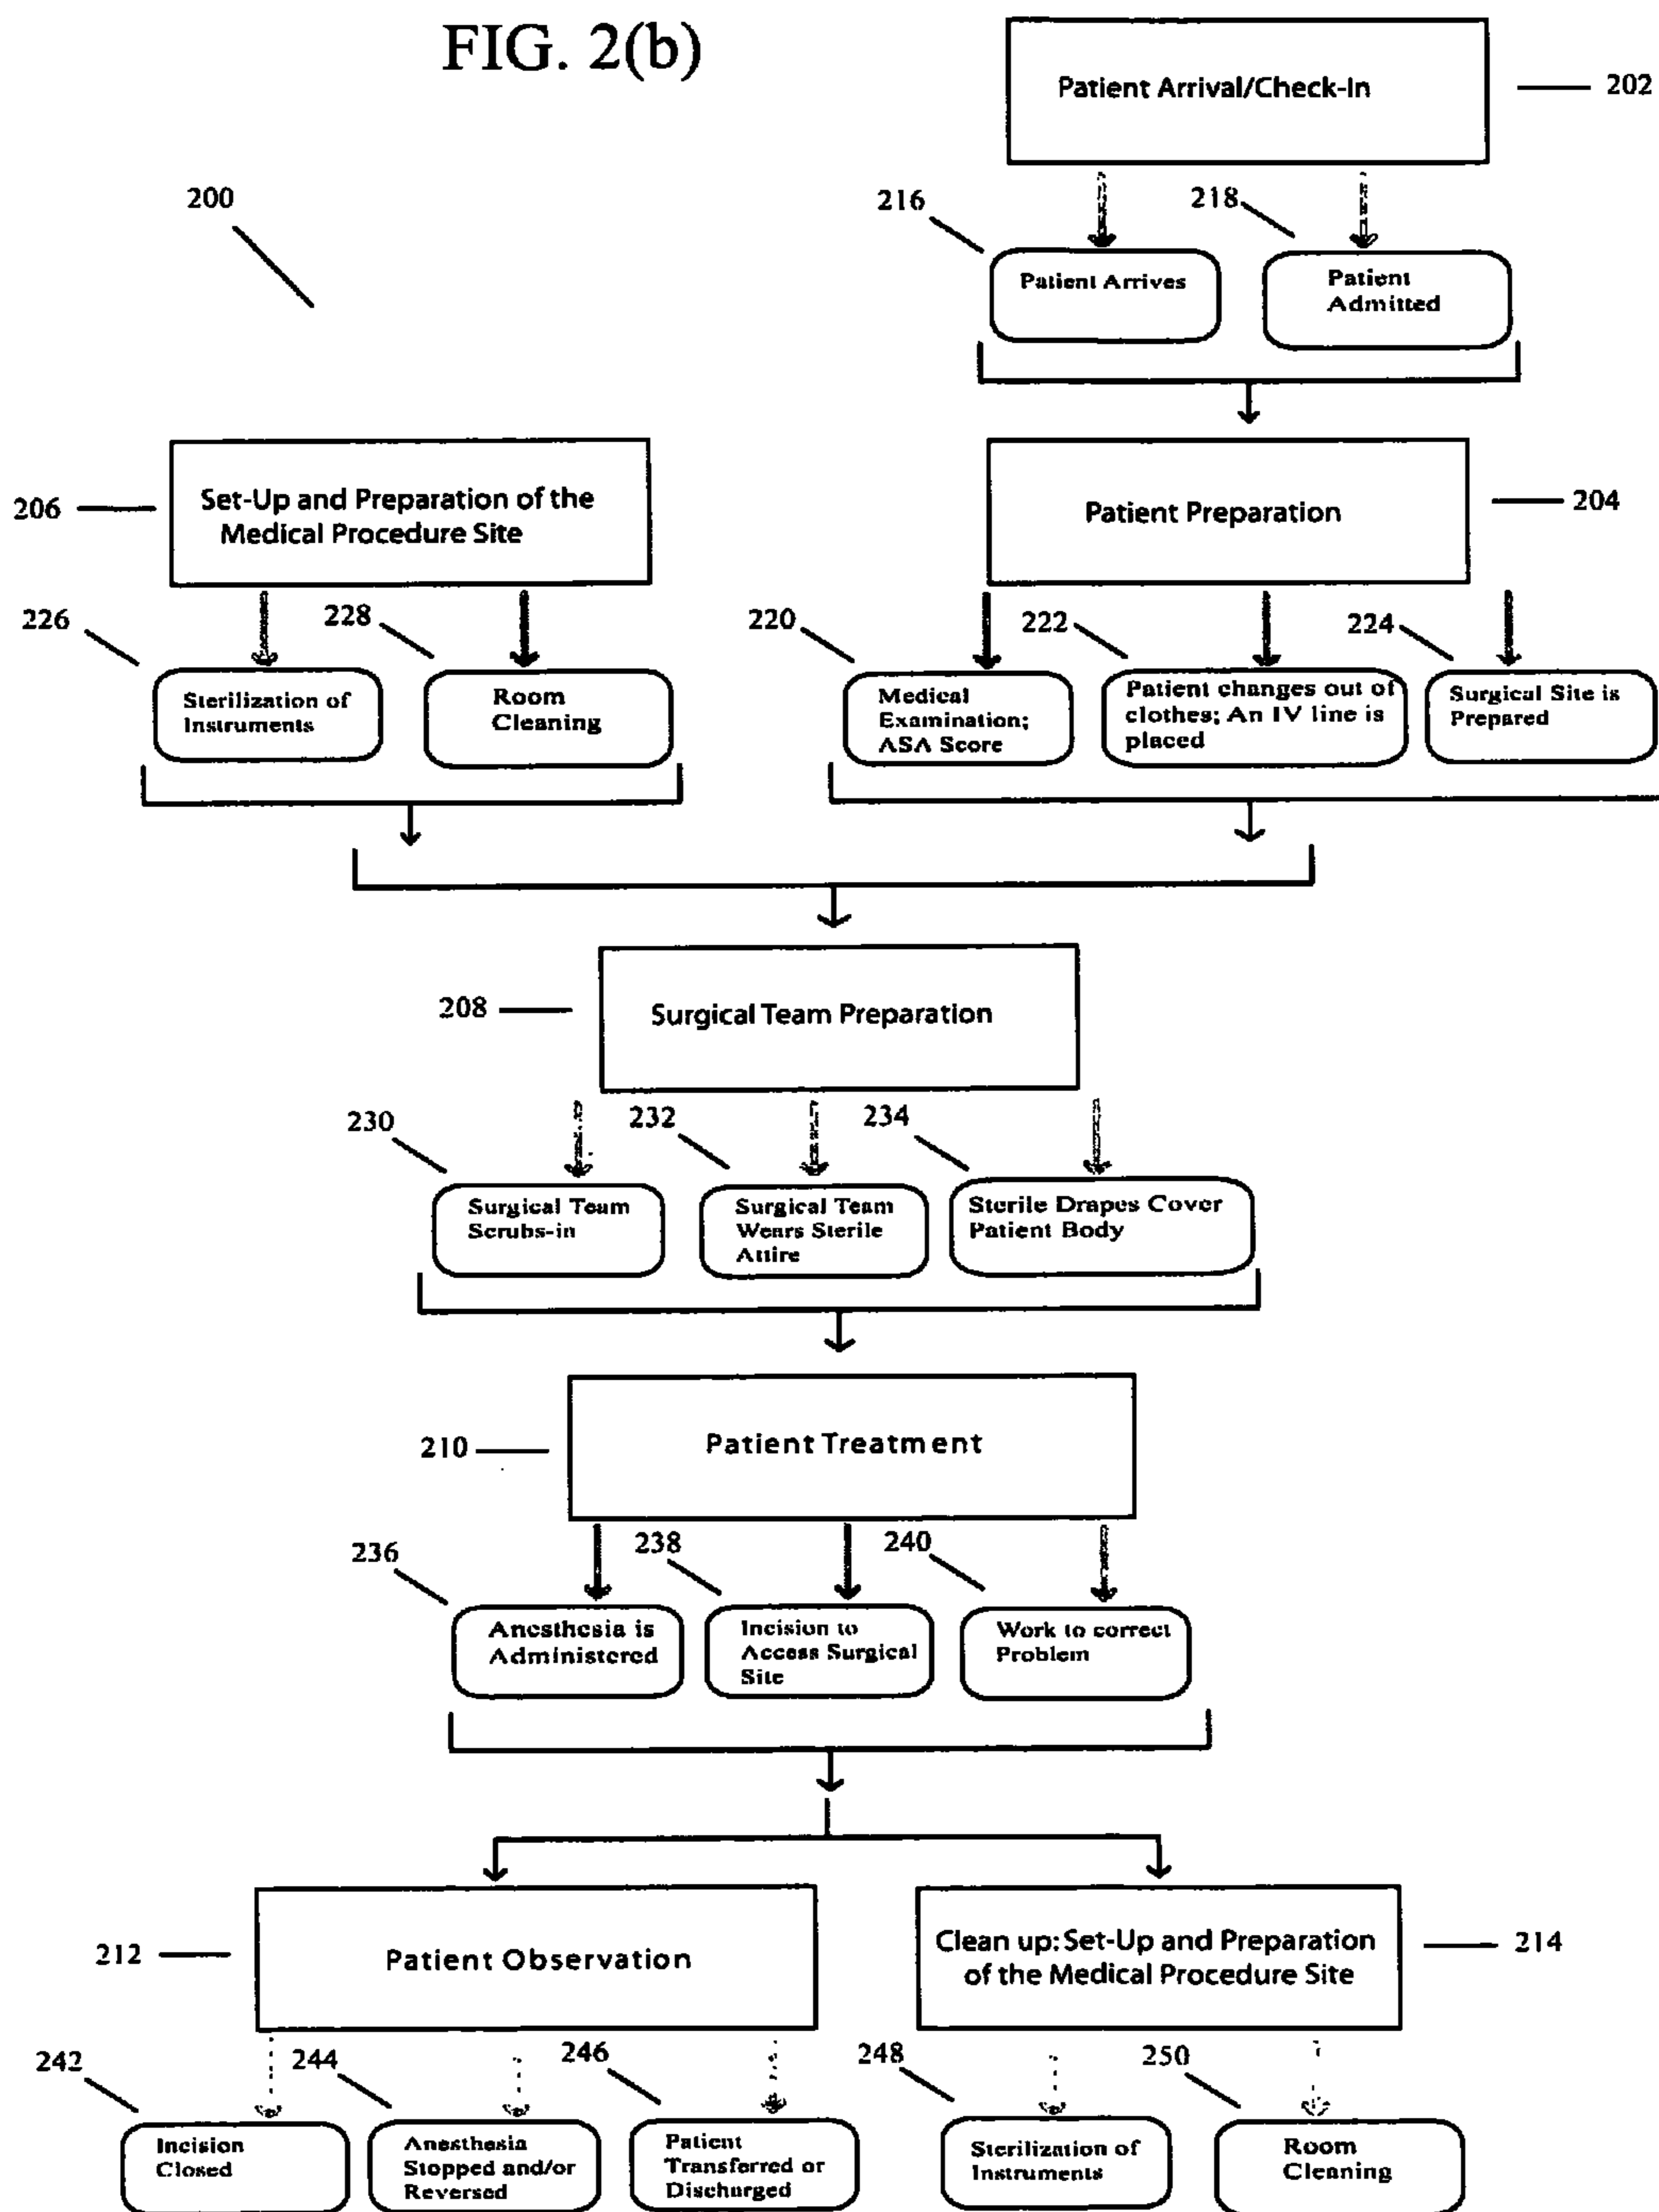 FIG. 2(b)
Patient Arrival/Check-In
202
200
216
218
Patient Arrives
Patient
Admitted
206
Set-Up and Preparation of the
Medical Procedure Site
Patient Preparation
204
226
228
220
222
224
Sterilization of
Instruments
Room
Cleaning
Medical
Examination;
ASA Score
Patient changes out of
clothes; An IV line is
placed
Surgical Site is
Prepared
208
Surgical Team Preparation
230
232
234
Surgical Team
Scrubs-in
Surgical Team
Wears Sterile
Attire
Sterile Drapes Cover
Patient Body
210
Patient Treatment
236
238
240
Anesthesia is
Administered
Incision to
Access Surgical
Site
Work to correct
Problem
212
Patient Observation
Clean up: Set-Up and Preparation
of the Medical Procedure Site
214
242
244
246
248
250
Incision
Closed
Anesthesia
Stopped and/or
Reversed
Patient
Transferred or
Discharged
Sterilization of
Instruments
Room
Cleaning